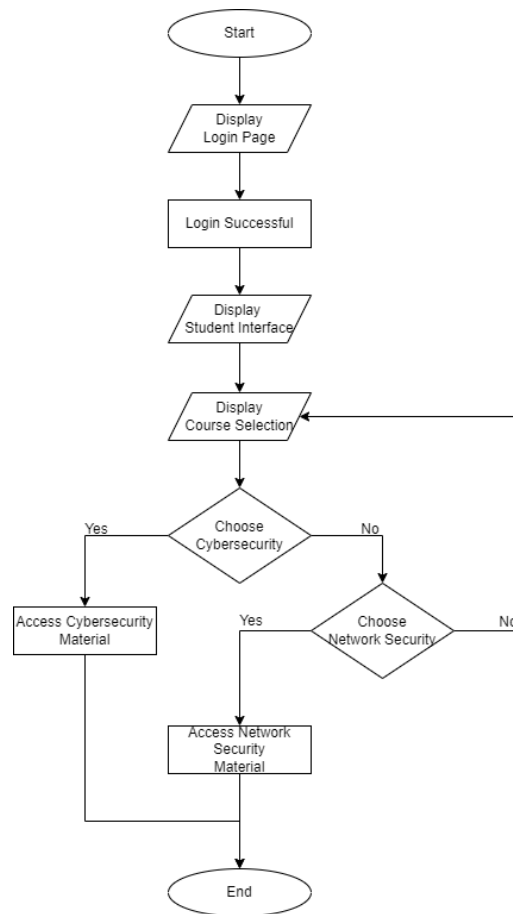 Start
Display
Login Page
Login Successful
Display
Student Interface
Display
Course Selection
Choose
Cybersecurity
Yes
No
Access Cybersecurity
Material
Choose
Network Security
Yes
No
Access Network
Security
Material
End